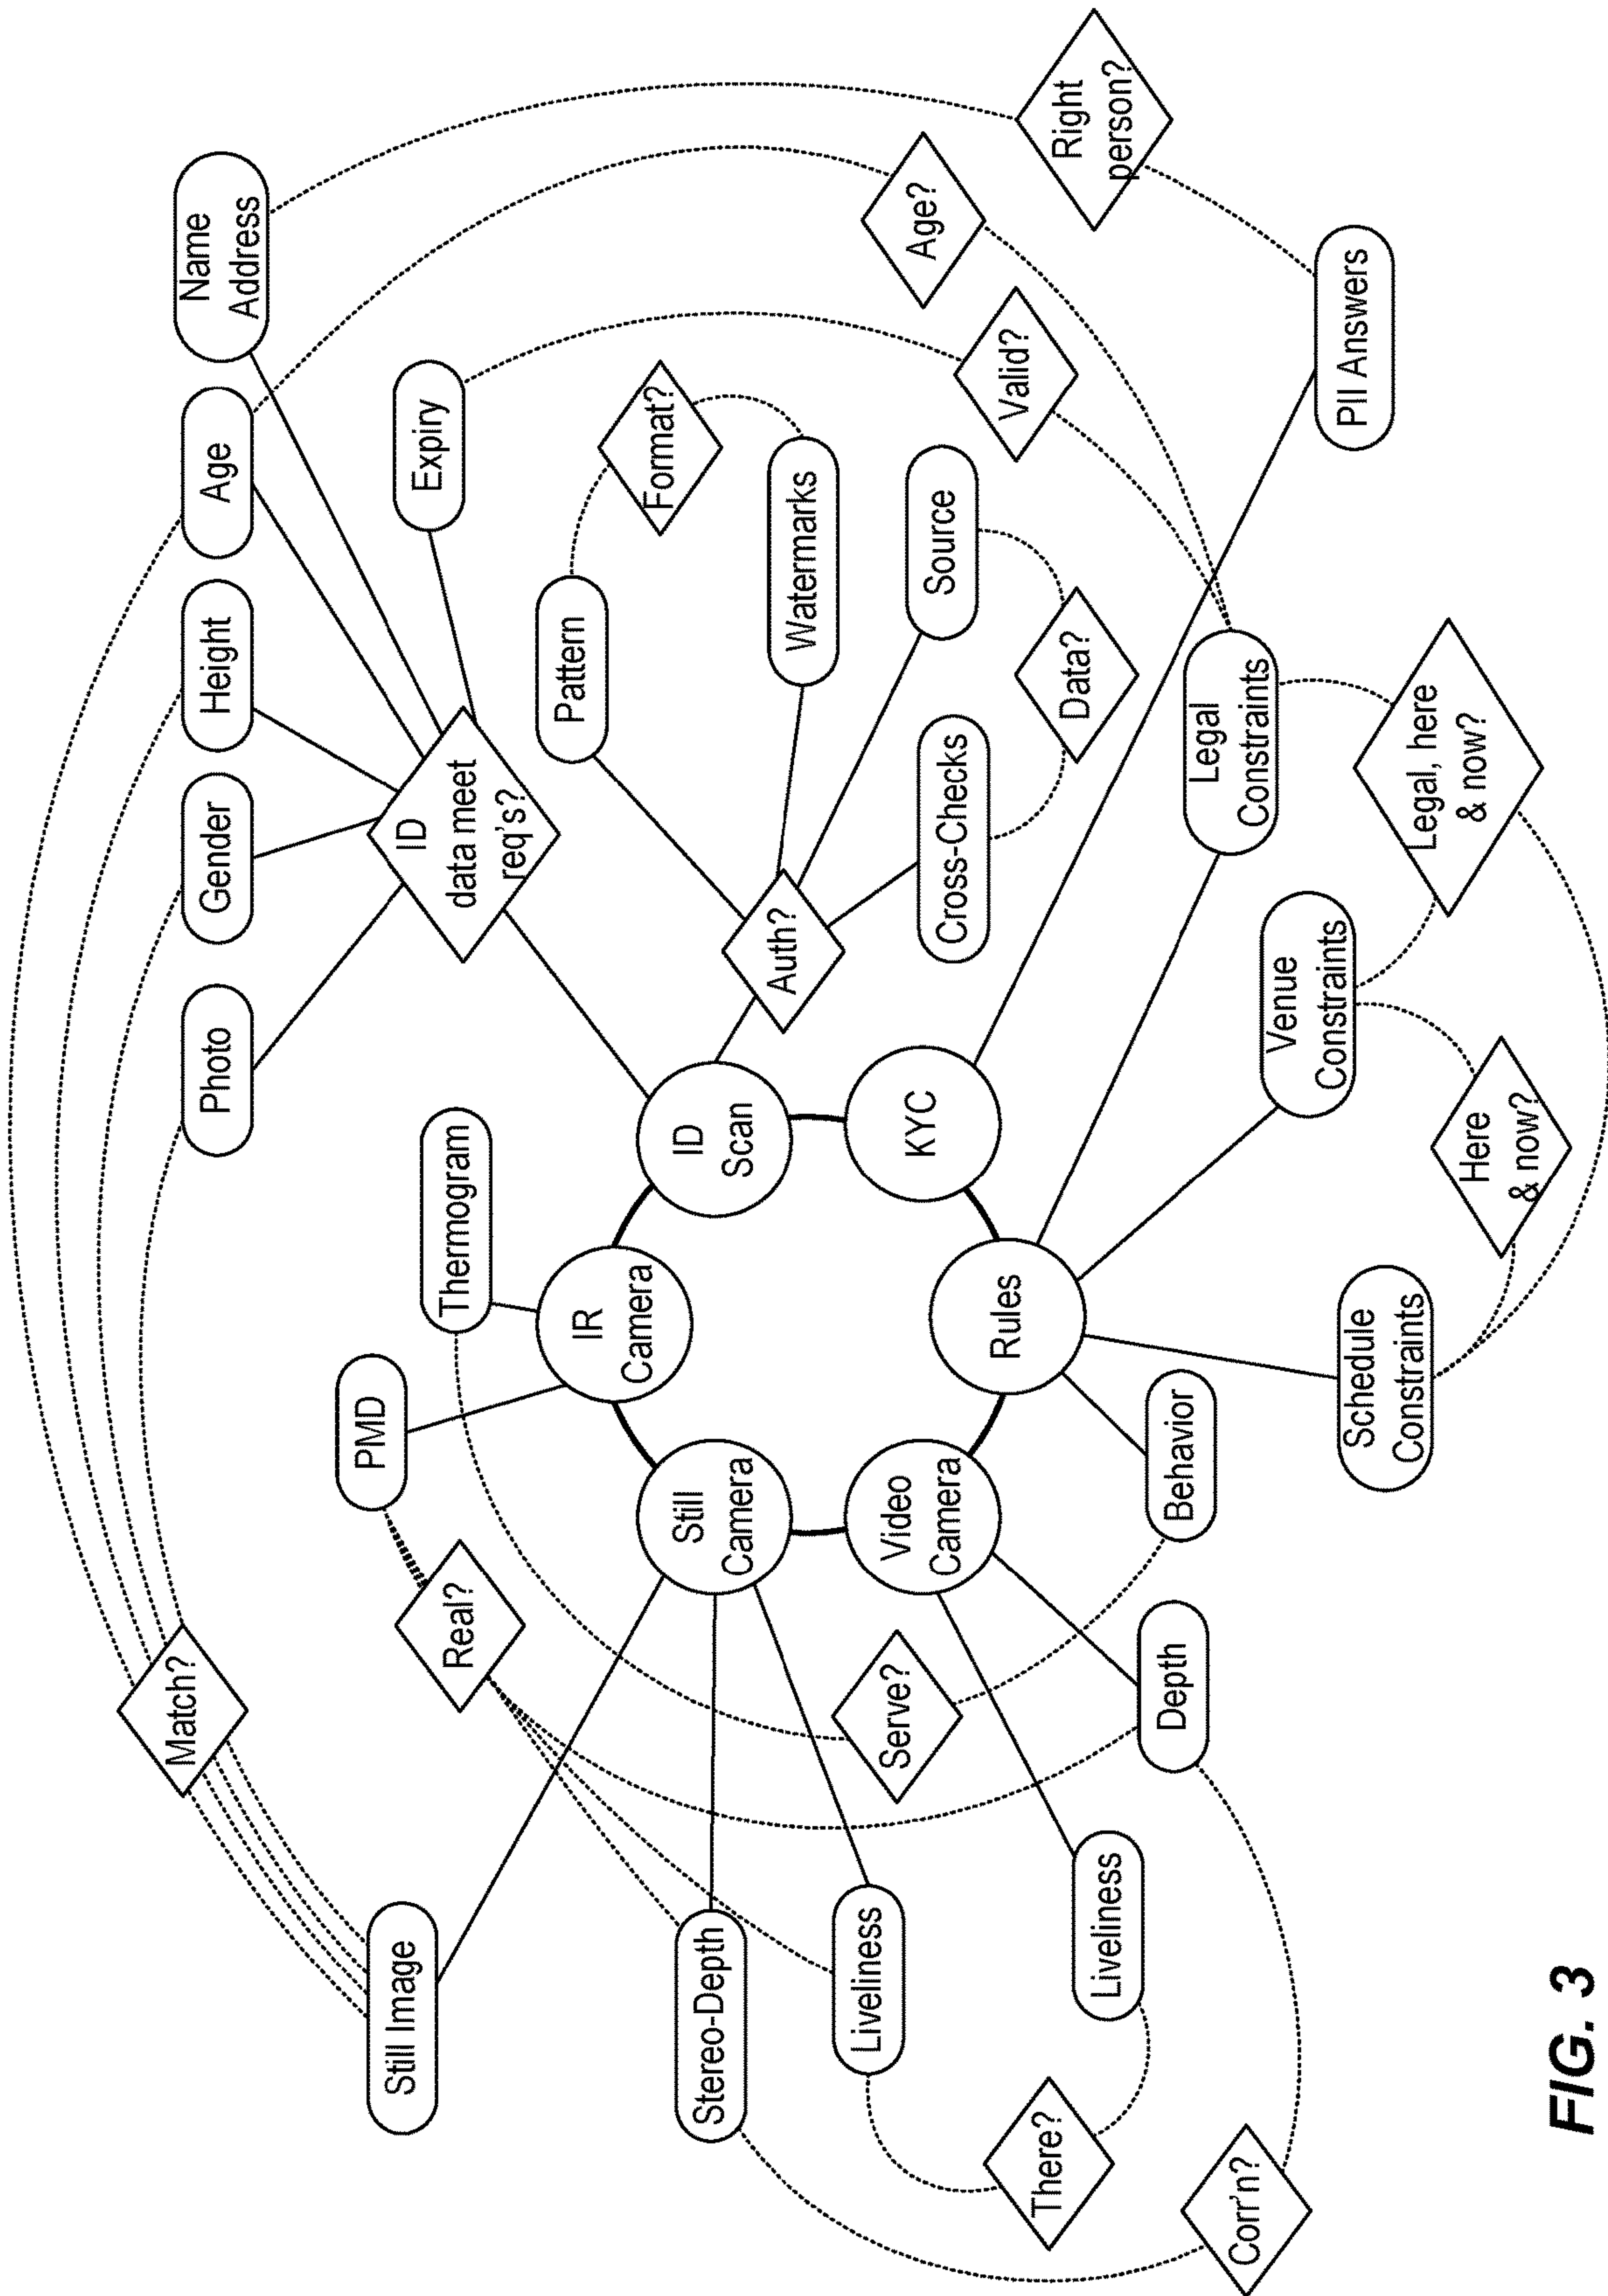 Name
Address
Age
Height
Gender
Photo
Match?
Expiry
ID
data meet
req's?
Thermogram
PMD
Real?
Still Image
Pattern
Format?
Watermarks
Auth?
Source
Cross-Checks
Data?
IR
Camera
ID
Scan
Still
Camera
KYC
Video
Camera
Rules
Stereo-Depth
Liveliness
Liveliness
There?
Serve?
Depth
Behavior
Corr'n?
Age?
Valid?
Right
person?
PII Answers
Legal
Constraints
Venue
Constraints
Schedule
Constraints
Legal, here
& now?
Here
& now?
FIG. 3